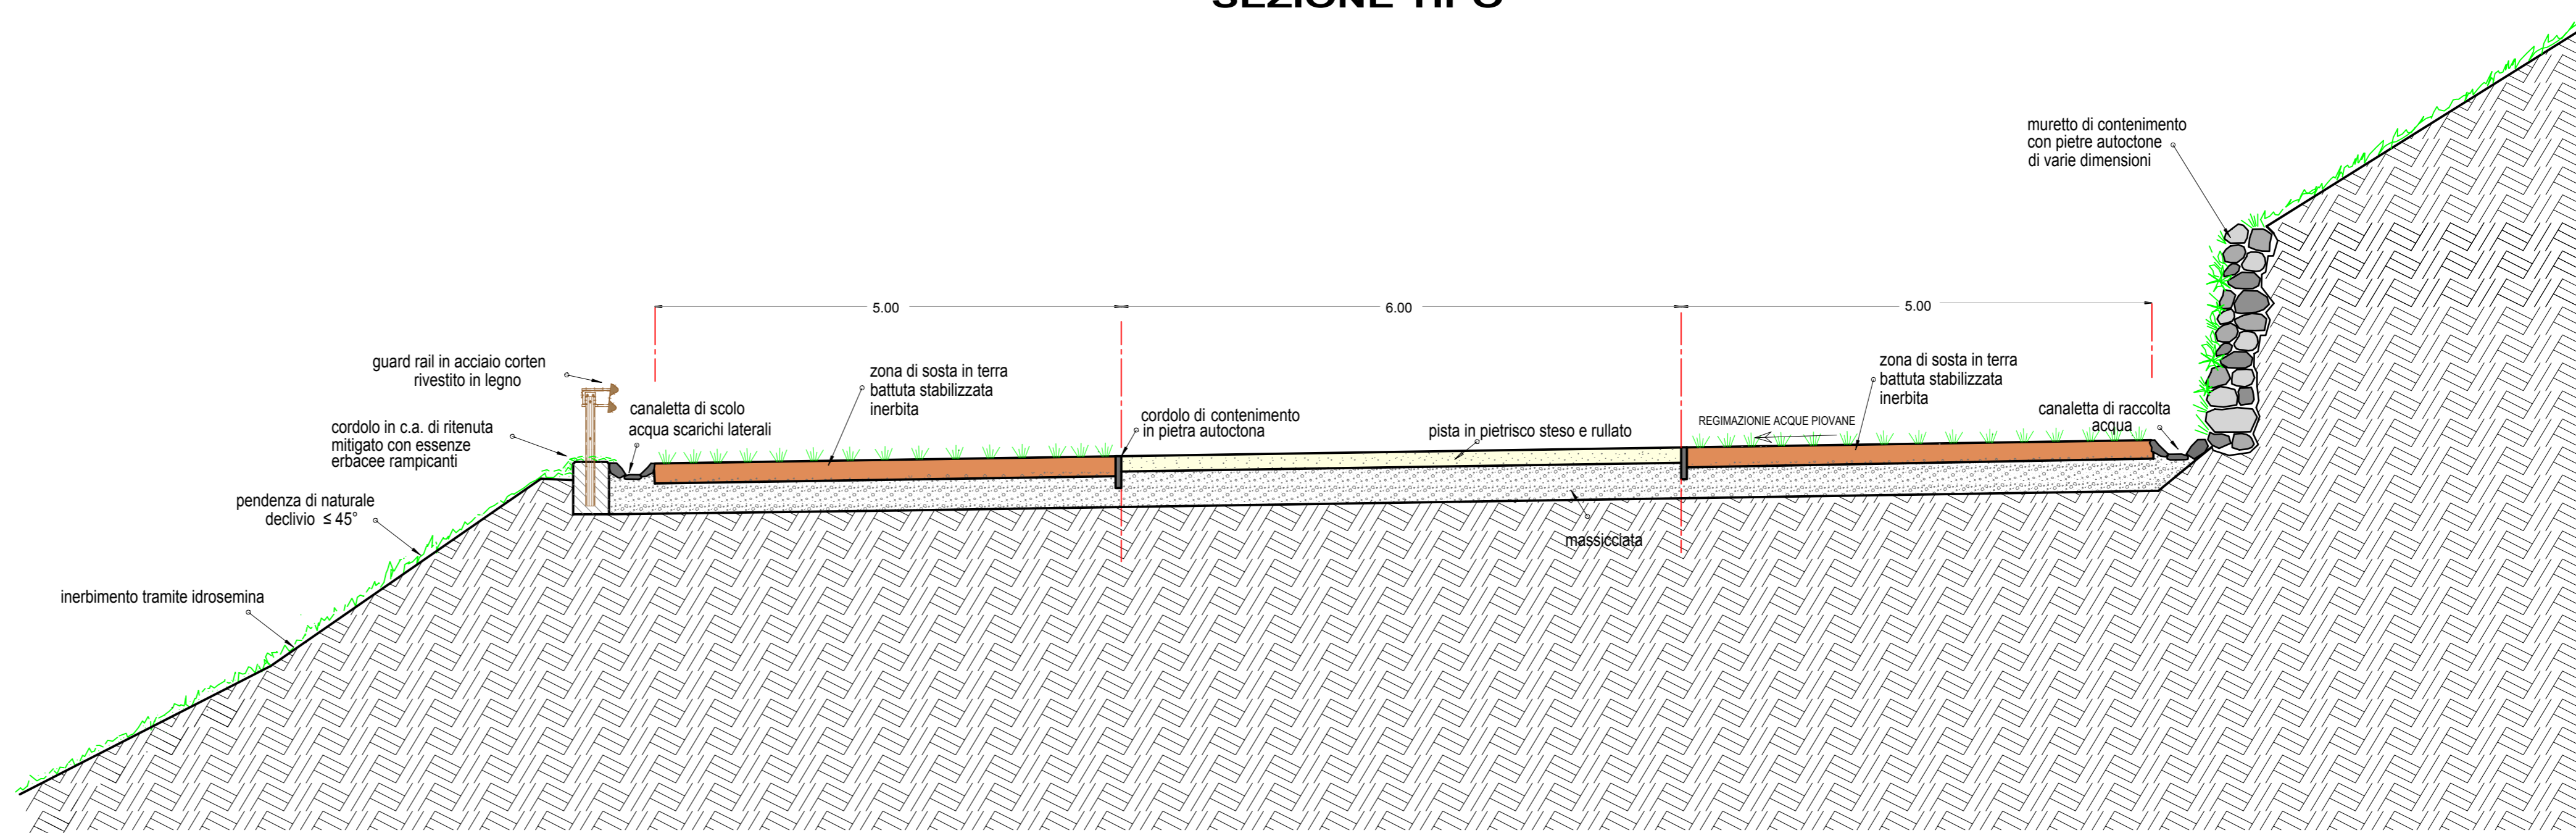 SEZIONE TIPO
muretto di contenimento
con pietre autoctone
di varie dimensioni
5.00
6.00
5.00
guard rail in acciaio corten
rivestito in legno
zona di sosta in terra
battuta stabilizzata
inerbita
zona di sosta in terra
battuta stabilizzata
inerbita
canaletta di scolo
acqua scarichi laterali
cordolo di contenimento
in pietra autoctona
REGIMAZIONIE ACQUE PIOVANE
canaletta di raccolta
acqua
cordolo in c.a. di ritenuta
mitigato con essenze
erbacee rampicanti
pista in pietrisco steso e rullato
pendenza di naturale
declivio ≤ 45°
massicciata
inerbimento tramite idrosemina